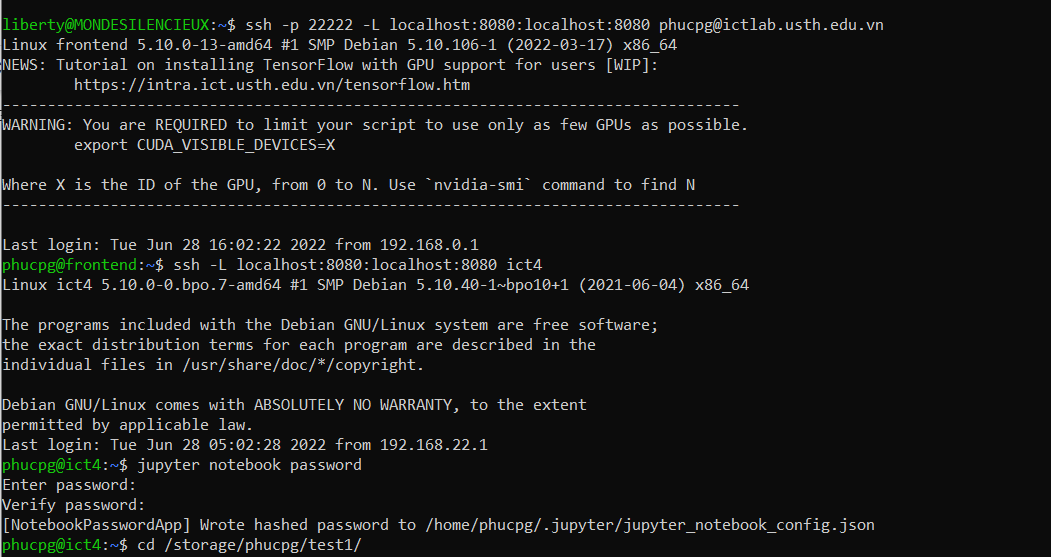 liberty@MONDESILENCIEUX:~$ ssh -p 22222 -L localhost:8080:localhost:8080 phucpg@ictlab.usth.edu.vn
Linux frontend 5.10.0-13-amd64 #1 SMP Debian 5.10.106-1 (2022-03-17) x86_64
NEWS: Tutorial on installing TensorFlow with GPU support for users [WIP]:
        https://intra.ict.usth.edu.vn/tensorflow.htm
----------------------------------------------------------------------------------
WARNING: You are REQUIRED to limit your script to use only as few GPUs as possible.
        export CUDA_VISIBLE_DEVICES=X
Where X is the ID of the GPU, from 0 to N. Use `nvidia-smi` command to find N
----------------------------------------------------------------------------------
Last login: Tue Jun 28 16:02:22 2022 from 192.168.0.1
phucpg@frontend:~$ ssh -L localhost:8080:localhost:8080 ict4
Linux ict4 5.10.0-0.bpo.7-amd64 #1 SMP Debian 5.10.40-1~bpo10+1 (2021-06-04) x86_64
The programs included with the Debian GNU/Linux system are free software;
the exact distribution terms for each program are described in the
individual files in /usr/share/doc/*/copyright.
Debian GNU/Linux comes with ABSOLUTELY NO WARRANTY, to the extent
permitted by applicable law.
Last login: Tue Jun 28 05:02:28 2022 from 192.168.22.1
phucpg@ict4:~$ jupyter notebook password
Enter password:
Verify password:
[NotebookPasswordApp] Wrote hashed password to /home/phucpg/.jupyter/jupyter_notebook_config.json
phucpg@ict4:~$ cd /storage/phucpg/test1/